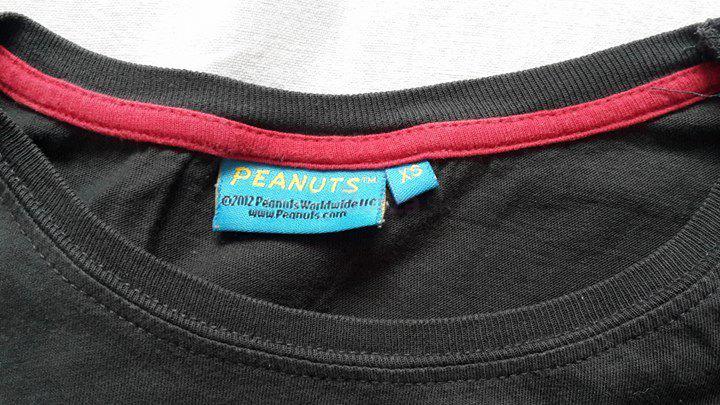 PEANUTS™
©2012 Peanuts Worldwide LLC
www.Peanuts.com
XS